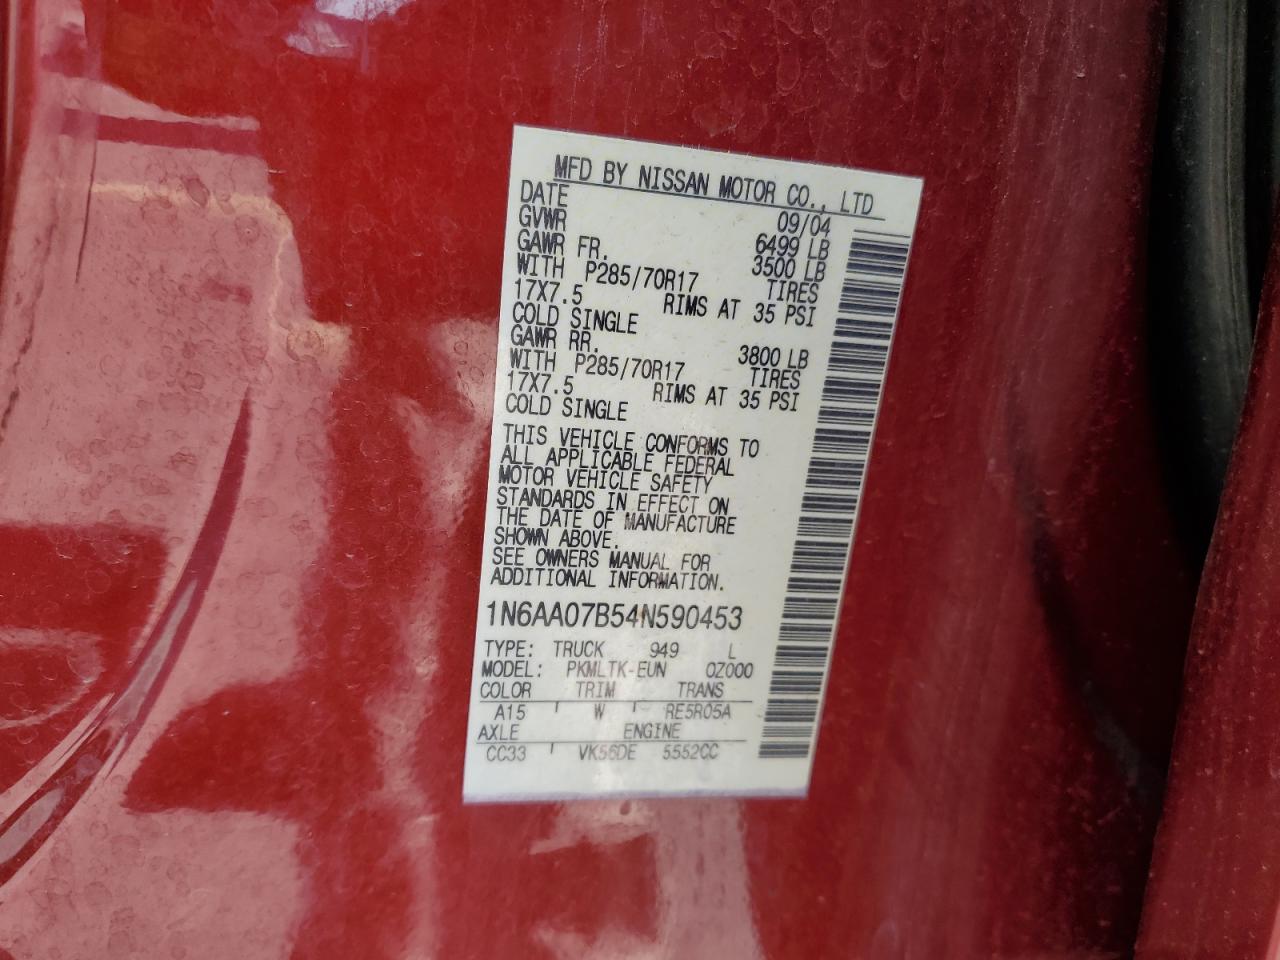 MFD BY NISSAN MOTOR CO., LTD
DATE 09/04
GVWR 6499 LB
GAWR FR. 3500 LB
WITH P285/70R17 TIRES
17X7.5 RIMS AT 35 PSI
COLD SINGLE
GAWR RR. 3800 LB
WITH P285/70R17 TIRES
17X7.5 RIMS AT 35 PSI
COLD SINGLE
THIS VEHICLE CONFORMS TO
ALL APPLICABLE FEDERAL
MOTOR VEHICLE SAFETY
STANDARDS IN EFFECT ON
THE DATE OF MANUFACTURE
SHOWN ABOVE.
SEE OWNERS MANUAL FOR
ADDITIONAL INFORMATION.
1N6AA07B54N590453
TYPE: TRUCK 949 L
MODEL: PKMLTK-EUN 0Z000
COLOR TRIM TRANS
A15 W RE5R05A
AXLE ENGINE
CC33 VK56DE 5552CC